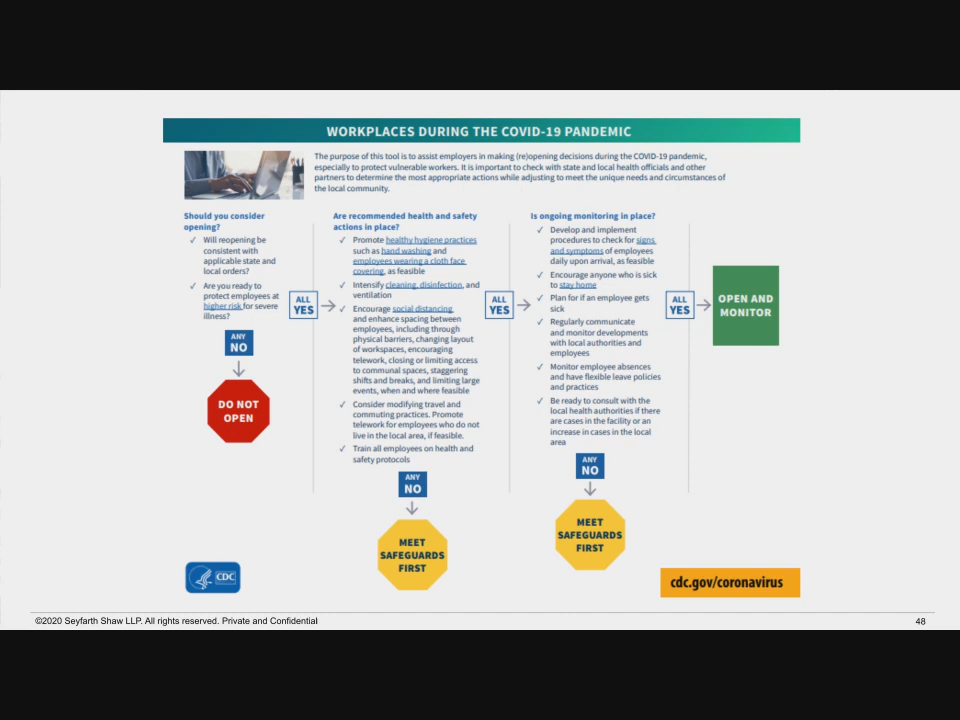 WORKPLACES DURING THE COVID-19 PANDEMIC
The purpose of this tool is to assist employers in making (re)opening decisions during the COVID-19 pandemic,
especially to protect vulnerable workers. It is important to check with state and local health officials and other
partners to determine the most appropriate actions while adjusting to meet the unique needs and circumstances of
the local community.
Should you consider
opening?
✓ Will reopening be
consistent with
applicable state and
local orders?
✓ Are you ready to
protect employees at
higher risk for severe
illness?
ANY
NO
DO NOT
OPEN
ALL
YES
Are recommended health and safety
actions in place?
✓ Promote healthy hygiene practices
such as hand washing and
employees wearing a cloth face
covering, as feasible
✓ Intensify cleaning, disinfection, and
ventilation
✓ Encourage social distancing
and enhance spacing between
employees, including through
physical barriers, changing layout
of workspaces, encouraging
telework, closing or limiting access
to communal spaces, staggering
shifts and breaks, and limiting large
events, when and where feasible
✓ Consider modifying travel and
commuting practices. Promote
telework for employees who do not
live in the local area, if feasible.
✓ Train all employees on health and
safety protocols
ANY
NO
MEET
SAFEGUARDS
FIRST
ALL
YES
Is ongoing monitoring in place?
✓ Develop and implement
procedures to check for signs
and symptoms of employees
daily upon arrival, as feasible
✓ Encourage anyone who is sick
to stay home
✓ Plan for if an employee gets
sick
✓ Regularly communicate
and monitor developments
with local authorities and
employees
✓ Monitor employee absences
and have flexible leave policies
and practices
✓ Be ready to consult with the
local health authorities if there
are cases in the facility or an
increase in cases in the local
area
ANY
NO
MEET
SAFEGUARDS
FIRST
ALL
YES
OPEN AND
MONITOR
CDC
cdc.gov/coronavirus
©2020 Seyfarth Shaw LLP. All rights reserved. Private and Confidential
48